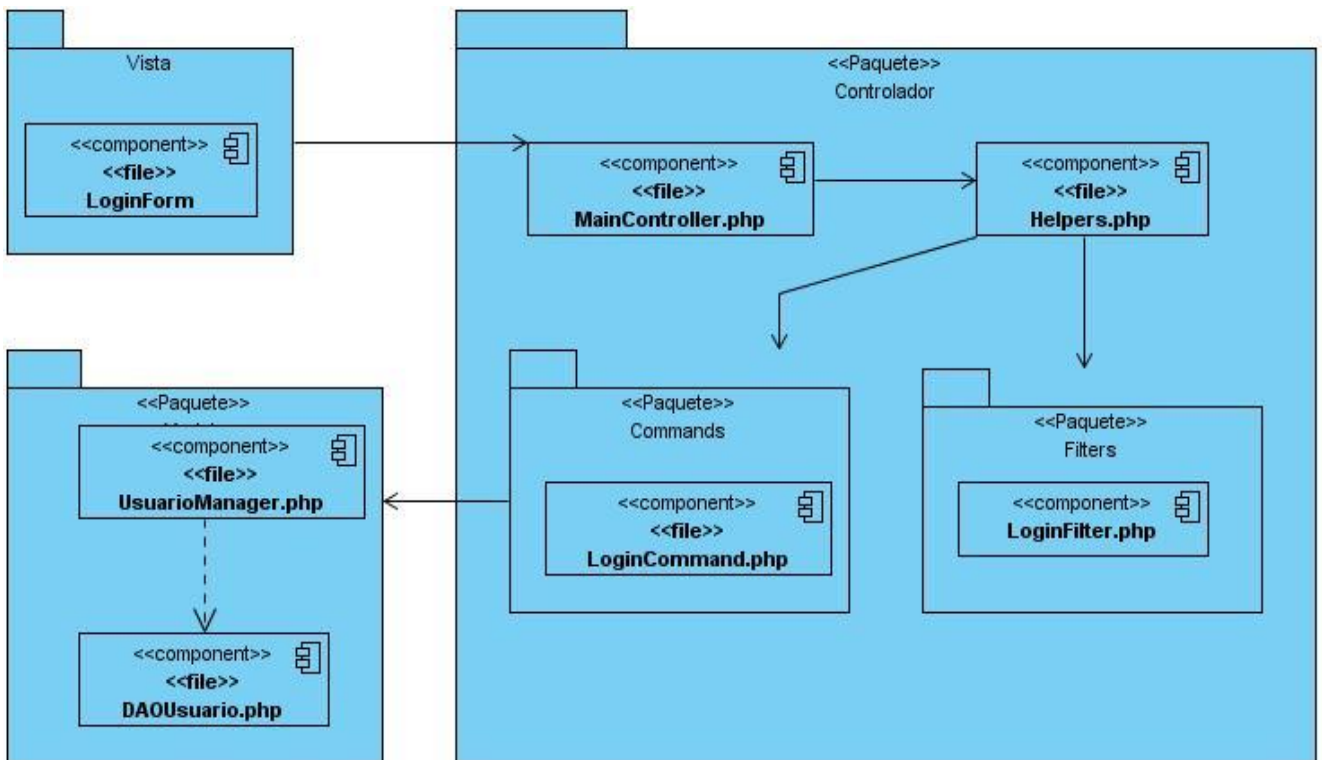 Vista
<<component>>
<<file>>
LoginForm
<<Paquete>>
Controlador
<<component>>
<<file>>
MainController.php
<<component>>
<<file>>
Helpers.php
<<Paquete>>
<<component>>
<<file>>
UsuarioManager.php
<<component>>
<<file>>
DAOUsuario.php
<<Paquete>>
Commands
<<component>>
<<file>>
LoginCommand.php
<<Paquete>>
Filters
<<component>>
LoginFilter.php